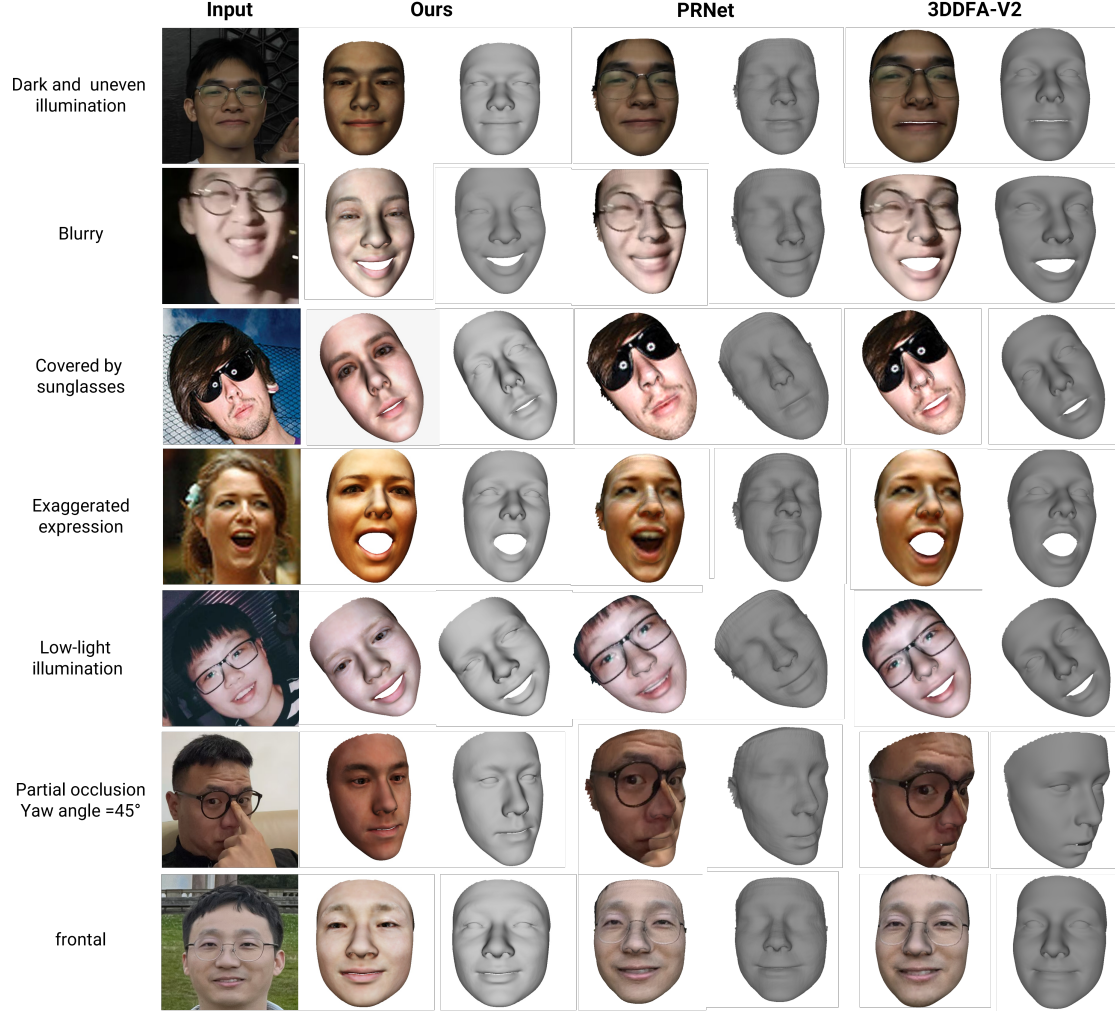 Input Ours PRNet 3DDFA-V2
Dark and uneven
illumination
Blurry
Covered by
sunglasses
Exaggerated
expression
Low-light
illumination
Partial occlusion
Yaw angle =45°
frontal